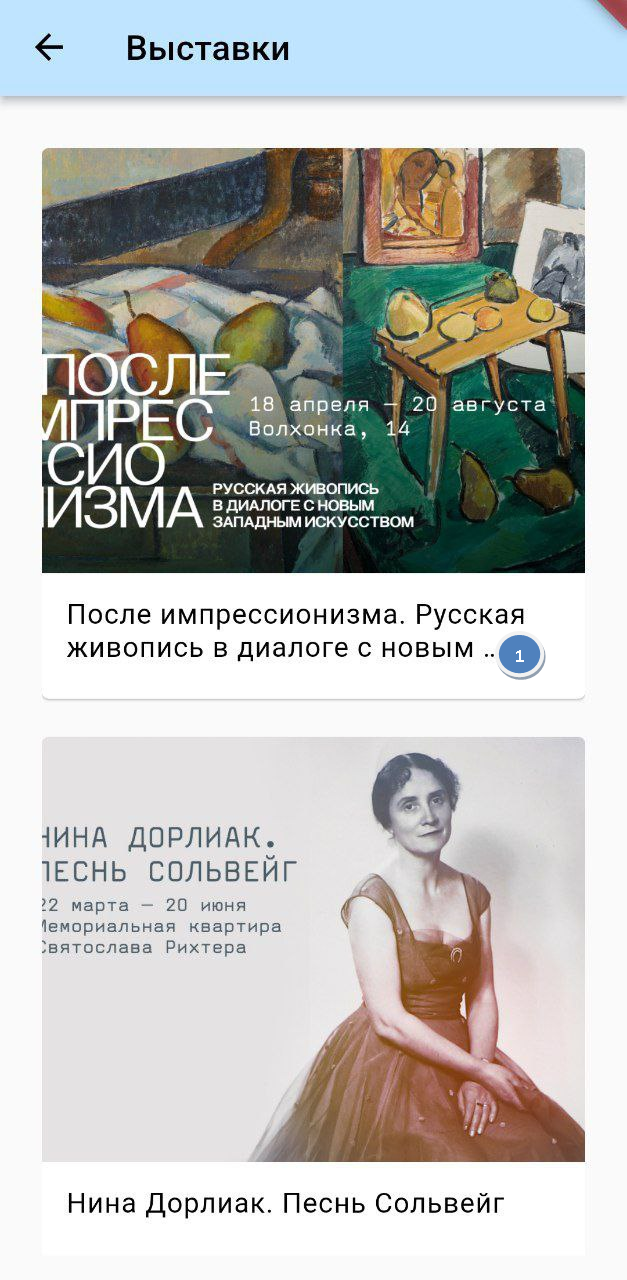 Выставки
ПОСЛЕ
МПРЕС
СИО
НИЗМА
18 апреля — 20 августа
Волхонка, 14
РУССКАЯ ЖИВОПИСЬ
В ДИАЛОГЕ С НОВЫМ
ЗАПАДНЫМ ИСКУССТВОМ
После импрессионизма. Русская
живопись в диалоге с новым ..
1
НИНА ДОРЛИАК.
ПЕСНЬ СОЛЬВЕЙГ
22 марта — 20 июня
Мемориальная квартира
Святослава Рихтера
Нина Дорлиак. Песнь Сольвейг